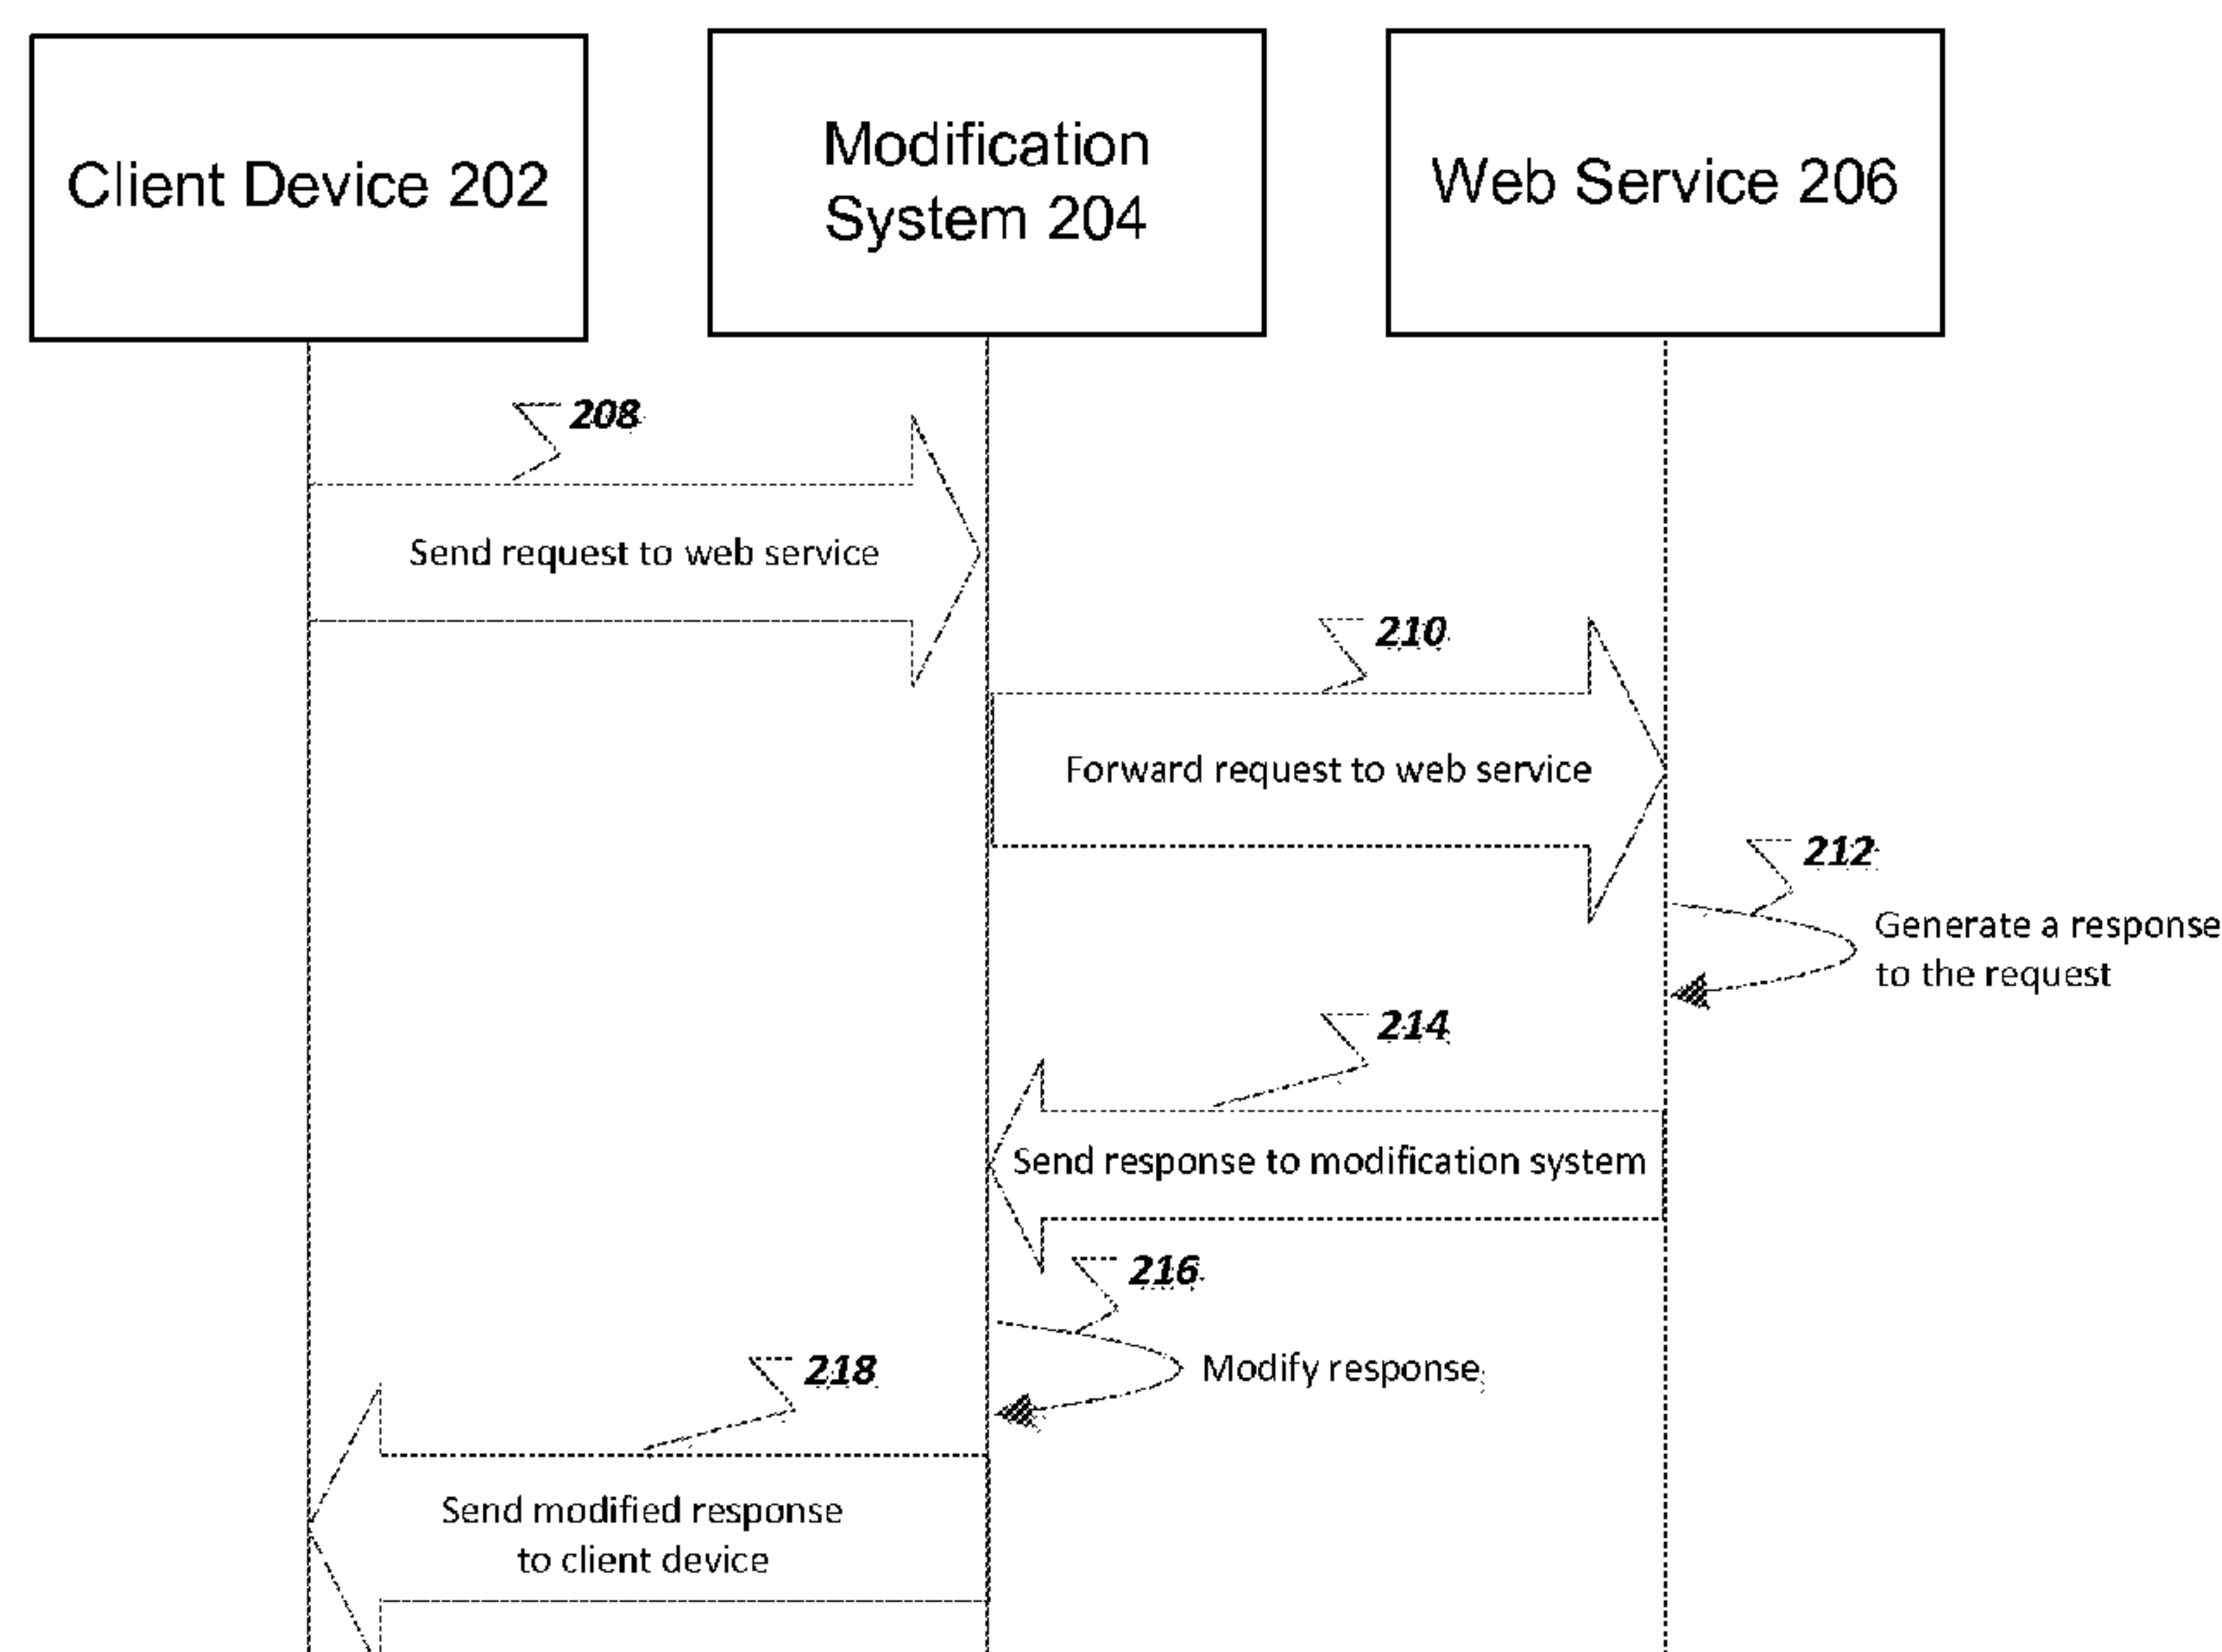 Client Device 202
Modification
System 204
Web Service 206
208
Send request to web service
210
Forward request to web service
212
Generate a response
to the request
214
Send response to modification system
216
Modify response
218
Send modified response
to client device